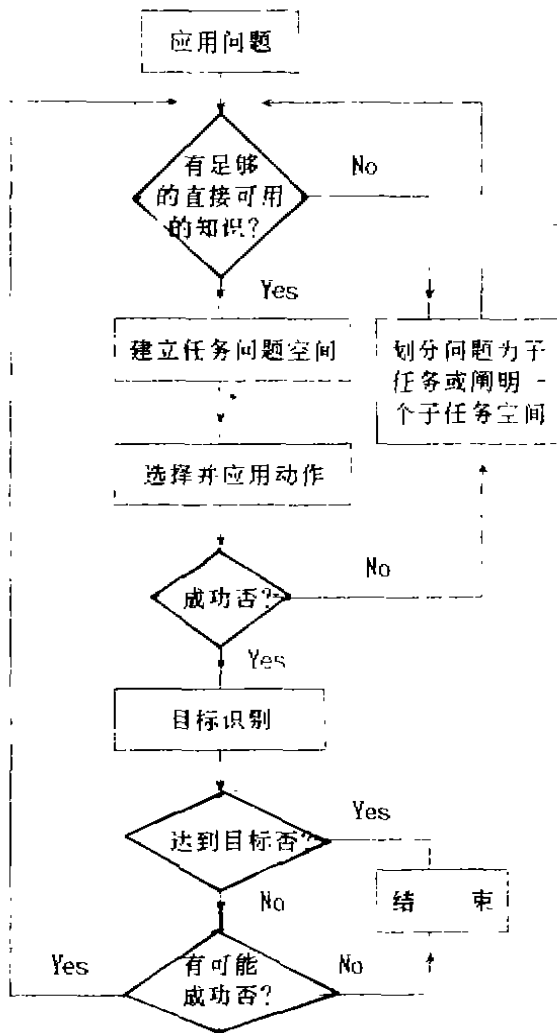 应用问题
有足够
的直接可用
的知识?
No
Yes
建立任务问题空间
划分问题为子
任务或阐明一
个子任务空间
选择并应用动作
成功否?
No
Yes
目标识别
达到目标否?
Yes
No
结 束
有可能
成功否?
Yes
No